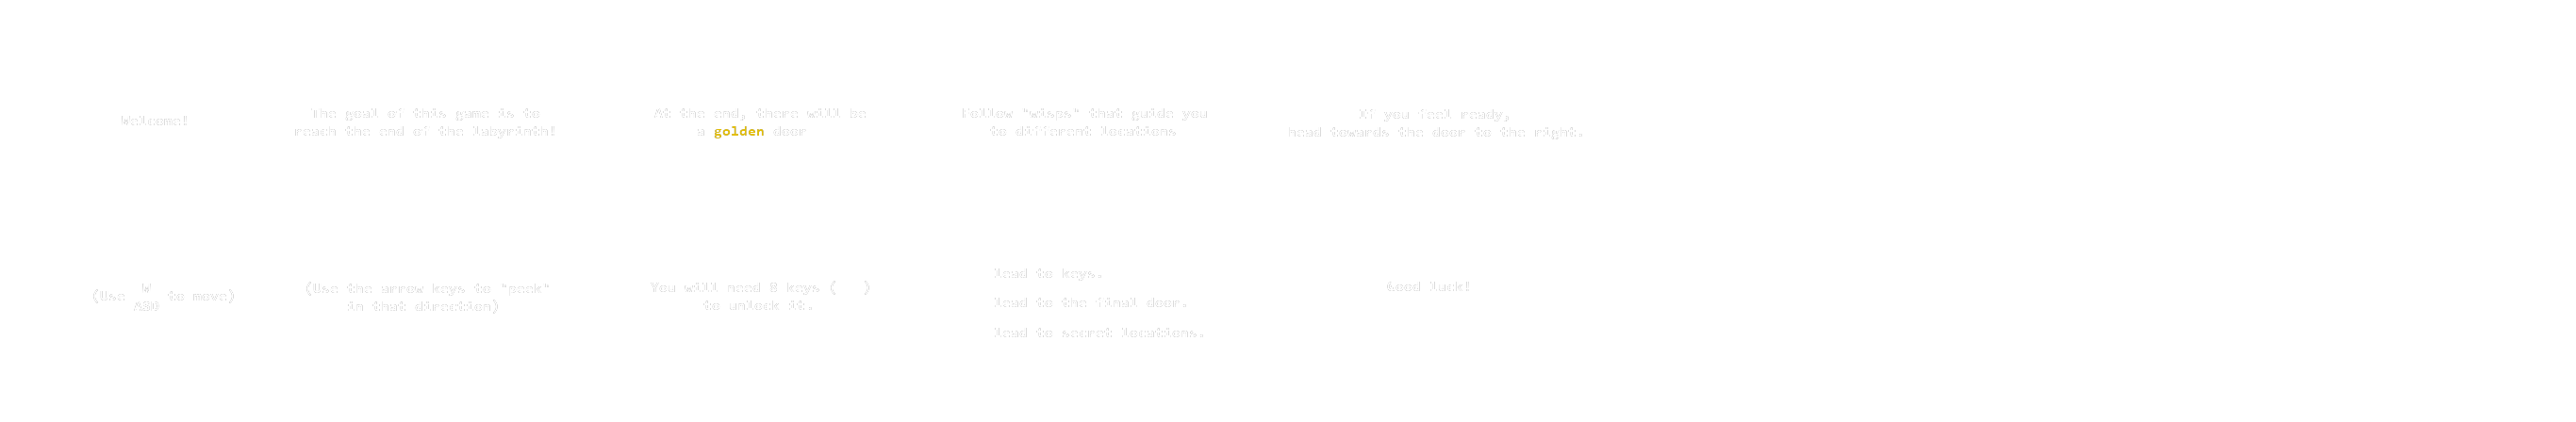 Welcome!
(Use W to move)
ASD
The goal of this game is to
reach the end of the labyrinth!
(Use the arrow keys to "peek"
in that direction)
At the end, there will be
a golden door
You will need 8 keys (   )
to unlock it.
Follow "wisps" that guide you
to different locations
lead to keys.
lead to the final door.
lead to secret locations.
If you feel ready,
head towards the door to the right.
Good luck!